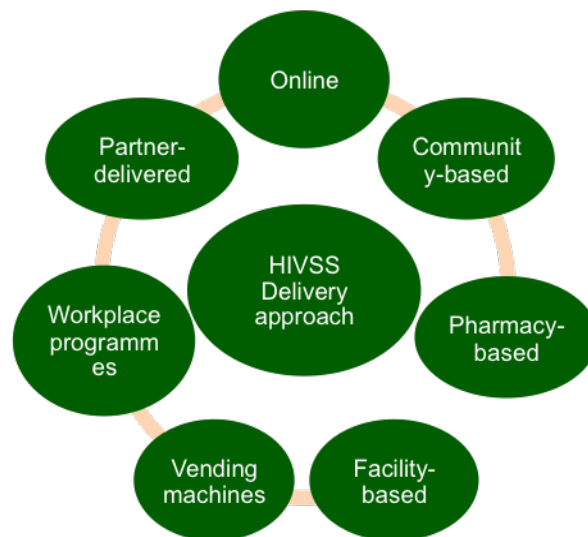 Online
Communit
y-based
Pharmacy-
based
Facility-
based
Vending
machines
Workplace
programm
es
Partner-
delivered
HIVSS
Delivery
approach